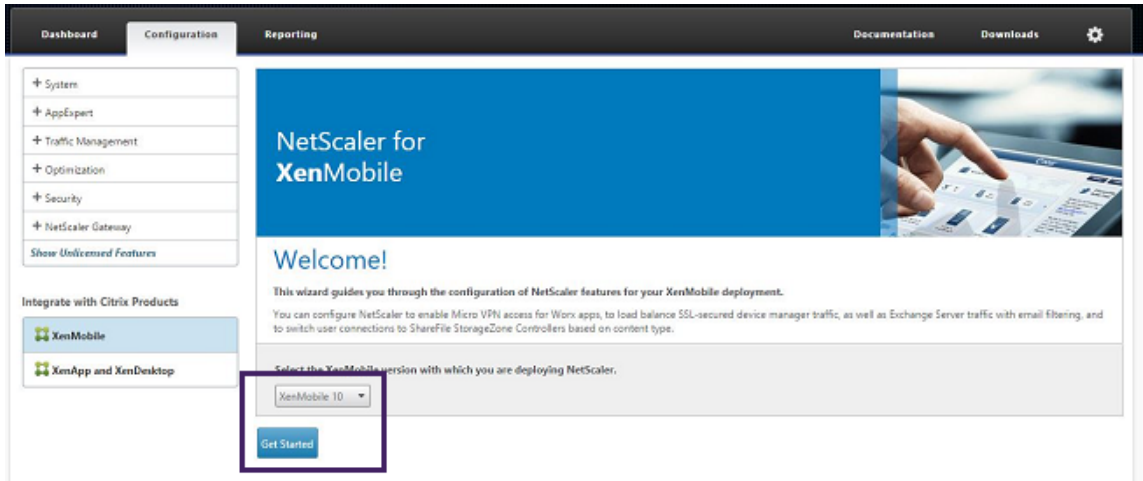 Dashboard
Configuration
Reporting
Documentation
Downloads
+ System
+ AppExpert
+ Traffic Management
+ Optimization
+ Security
+ NetScaler Gateway
Show Unlicensed Features
Integrate with Citrix Products
XenMobile
XenApp and XenDesktop
NetScaler for
XenMobile
Welcome!
This wizard guides you through the configuration of NetScaler features for your XenMobile deployment.
You can configure NetScaler to enable Micro VPN access for Worx apps, to load balance SSL-secured device manager traffic, as well as Exchange Server traffic with email filtering, and
to switch user connections to ShareFile StorageZone Controllers based on content type.
Select the XenMobile version with which you are deploying NetScaler.
XenMobile 10
Get Started